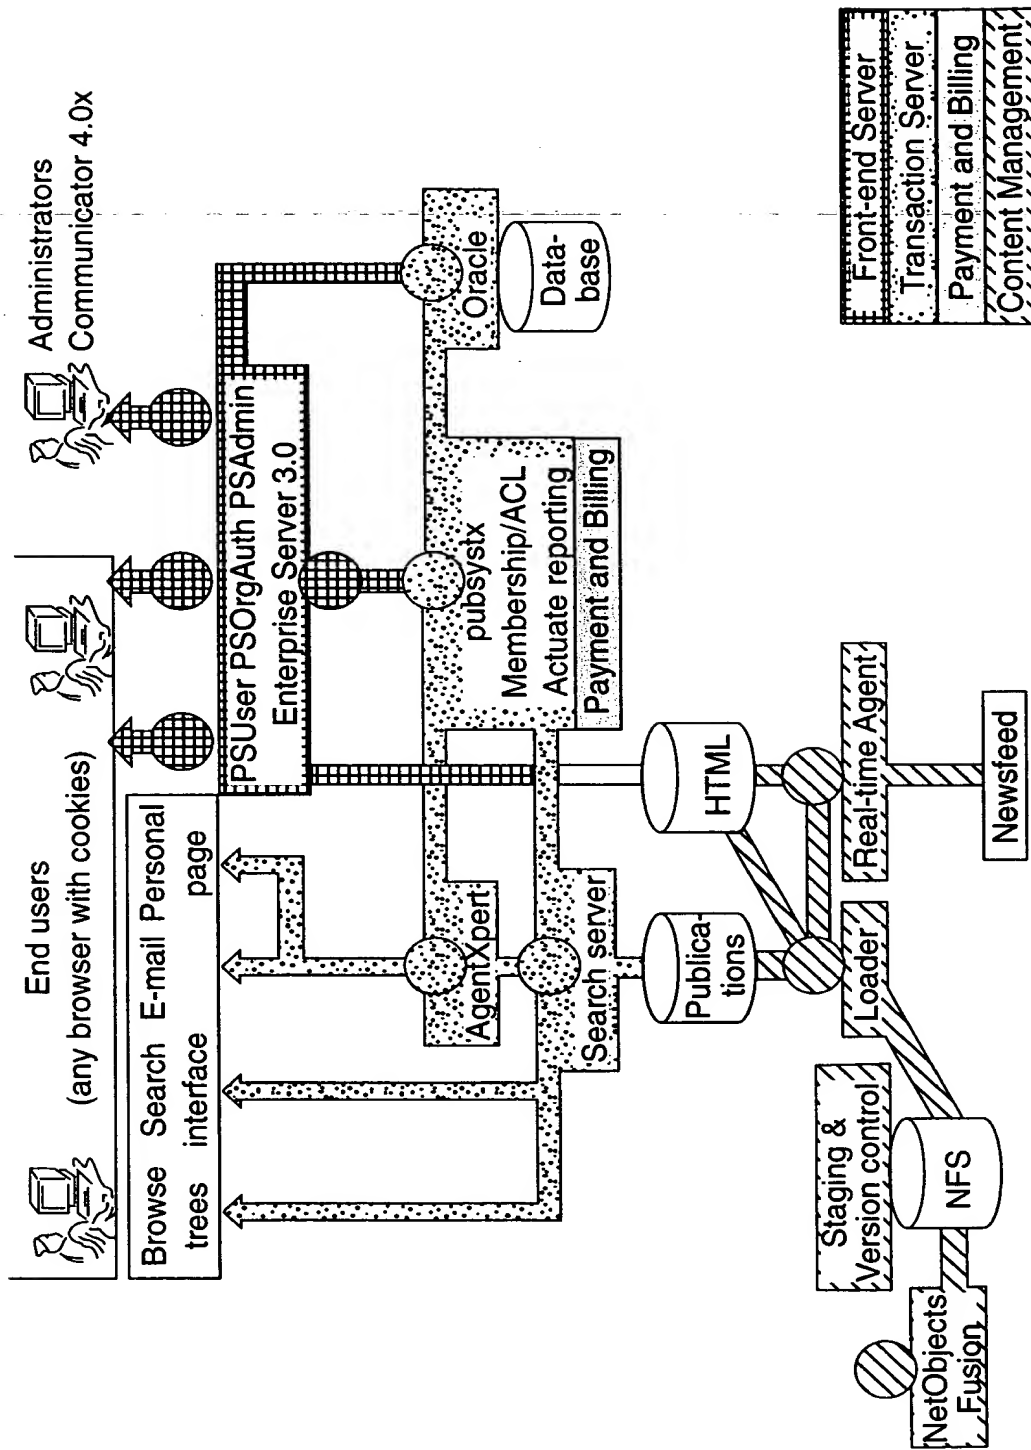 End users
(any browser with cookies)
Administrators
Communicator 4.0x
Browse Search E-mail Personal
trees interface page
PSUser PSOrgAuth PSAdmin
Enterprise Server 3.0
AgentXpert
Search server
pubsystx
Membership/ACL
Actuate reporting
Payment and Billing
Oracle
Data-
base
Publica-
tions
HTML
Staging &
Version control
Loader
Real-time Agent
NetObjects
Fusion
NFS
Newsfeed
Front-end Server
Transaction Server
Payment and Billing
Content Management